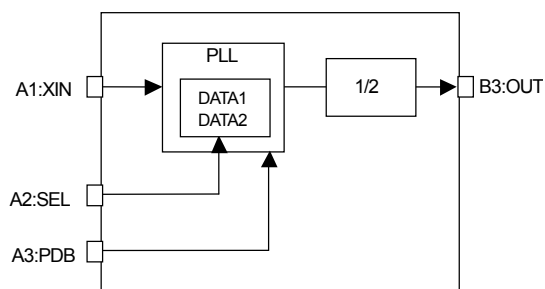 PLL
A1:XIN
DATA1
DATA2
1/2
B3:OUT
A2:SEL
A3:PDB